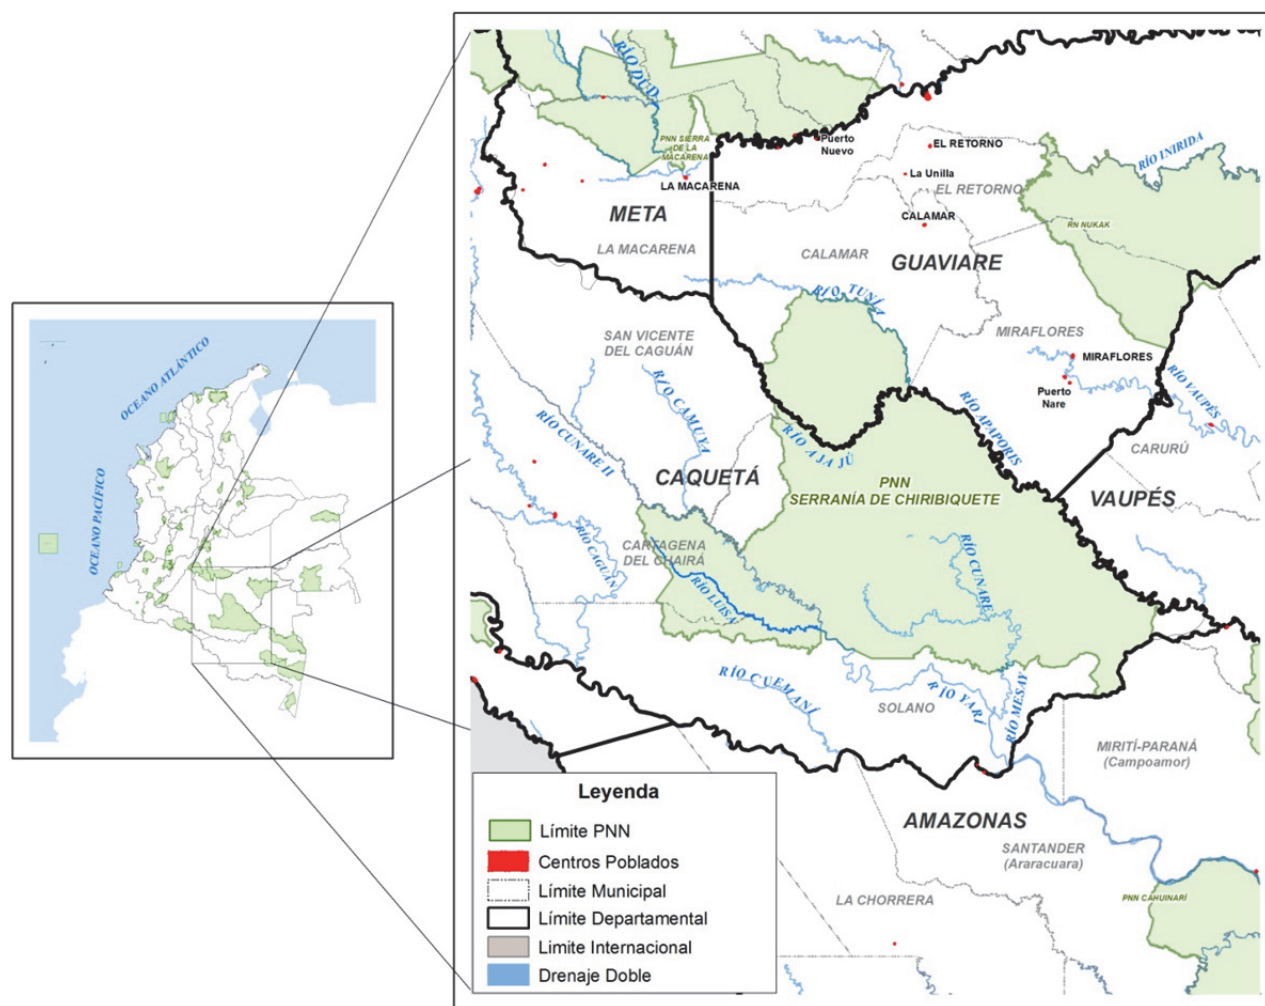 OCEANO ATLÁNTICO
OCEANO PACÍFICO
RÍO DUD
PNN SIERRA
DE LA
MACARENA
LA MACARENA
META
LA MACARENA
Puerto
Nuevo
EL RETORNO
La Unilla
EL RETORNO
CALAMAR
CALAMAR
GUAVIARE
RÍO INIRIDA
RN NUKAK
RÍO TUNÍA
MIRAFLORES
MIRAFLORES
Puerto
Nare
RÍO VAUPÉS
CARURÚ
VAUPÉS
SAN VICENTE
DEL CAGUÁN
RÍO CAMUYA
RÍO CUNARE II
CAQUETÁ
RÍO AJAJÚ
RÍO APAPORIS
PNN
SERRANÍA DE CHIRIBIQUETE
CARTAGENA
DEL CHAIRÁ
RÍO CAGUÁN
RÍO LUISA
RÍO CUNARE
RÍO CUEMANÍ
RÍO YARÍ
RÍO MESAY
SOLANO
MIRITÍ-PARANÁ
(Campoamor)
AMAZONAS
SANTANDER
(Araracuara)
LA CHORRERA
PNN CAHUINARÍ
Leyenda
Límite PNN
Centros Poblados
Límite Municipal
Límite Departamental
Limite Internacional
Drenaje Doble